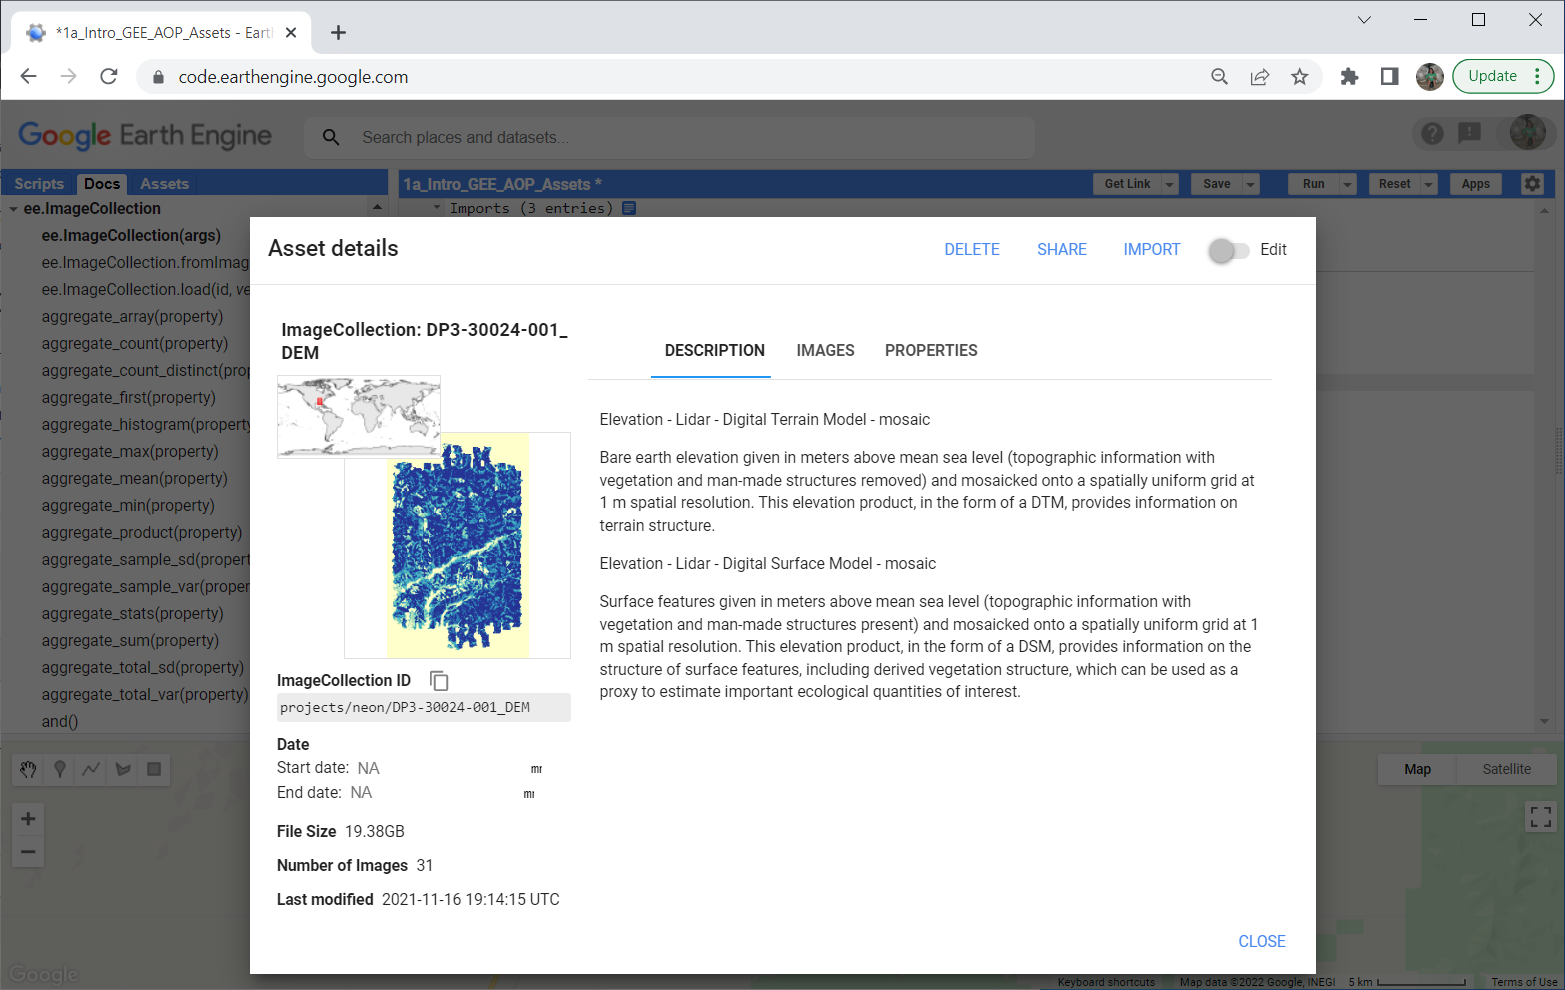 *1a_Intro_GEE_AOP_Assets - Eart
code.earthengine.google.com
Update
Google Earth Engine
Search places and datasets...
Scripts Docs Assets
1a_Intro_GEE_AOP_Assets *
Get Link Save Run Reset Apps
ee.ImageCollection
Imports (3 entries)
ee.ImageCollection(args)
ee.ImageCollection.fromImag
ee.ImageCollection.load(id, ve
aggregate_array(property)
aggregate_count(property)
aggregate_count_distinct(prop
aggregate_first(property)
aggregate_histogram(property
aggregate_max(property)
aggregate_mean(property)
aggregate_min(property)
aggregate_product(property)
aggregate_sample_sd(propert
aggregate_sample_var(proper
aggregate_stats(property)
aggregate_sum(property)
aggregate_total_sd(property)
aggregate_total_var(property)
and()
Asset details
DELETE SHARE IMPORT Edit
ImageCollection: DP3-30024-001_
DEM
ImageCollection ID
projects/neon/DP3-30024-001_DEM
Date
Start date: NA
End date: NA
File Size 19.38GB
Number of Images 31
Last modified 2021-11-16 19:14:15 UTC
DESCRIPTION IMAGES PROPERTIES
Elevation - Lidar - Digital Terrain Model - mosaic
Bare earth elevation given in meters above mean sea level (topographic information with
vegetation and man-made structures removed) and mosaicked onto a spatially uniform grid at
1 m spatial resolution. This elevation product, in the form of a DTM, provides information on
terrain structure.
Elevation - Lidar - Digital Surface Model - mosaic
Surface features given in meters above mean sea level (topographic information with
vegetation and man-made structures present) and mosaicked onto a spatially uniform grid at 1
m spatial resolution. This elevation product, in the form of a DSM, provides information on the
structure of surface features, including derived vegetation structure, which can be used as a
proxy to estimate important ecological quantities of interest.
CLOSE
Map Satellite
Google
Keyboard shortcuts Map data ©2022 Google, INEGI 5 km Terms of Use